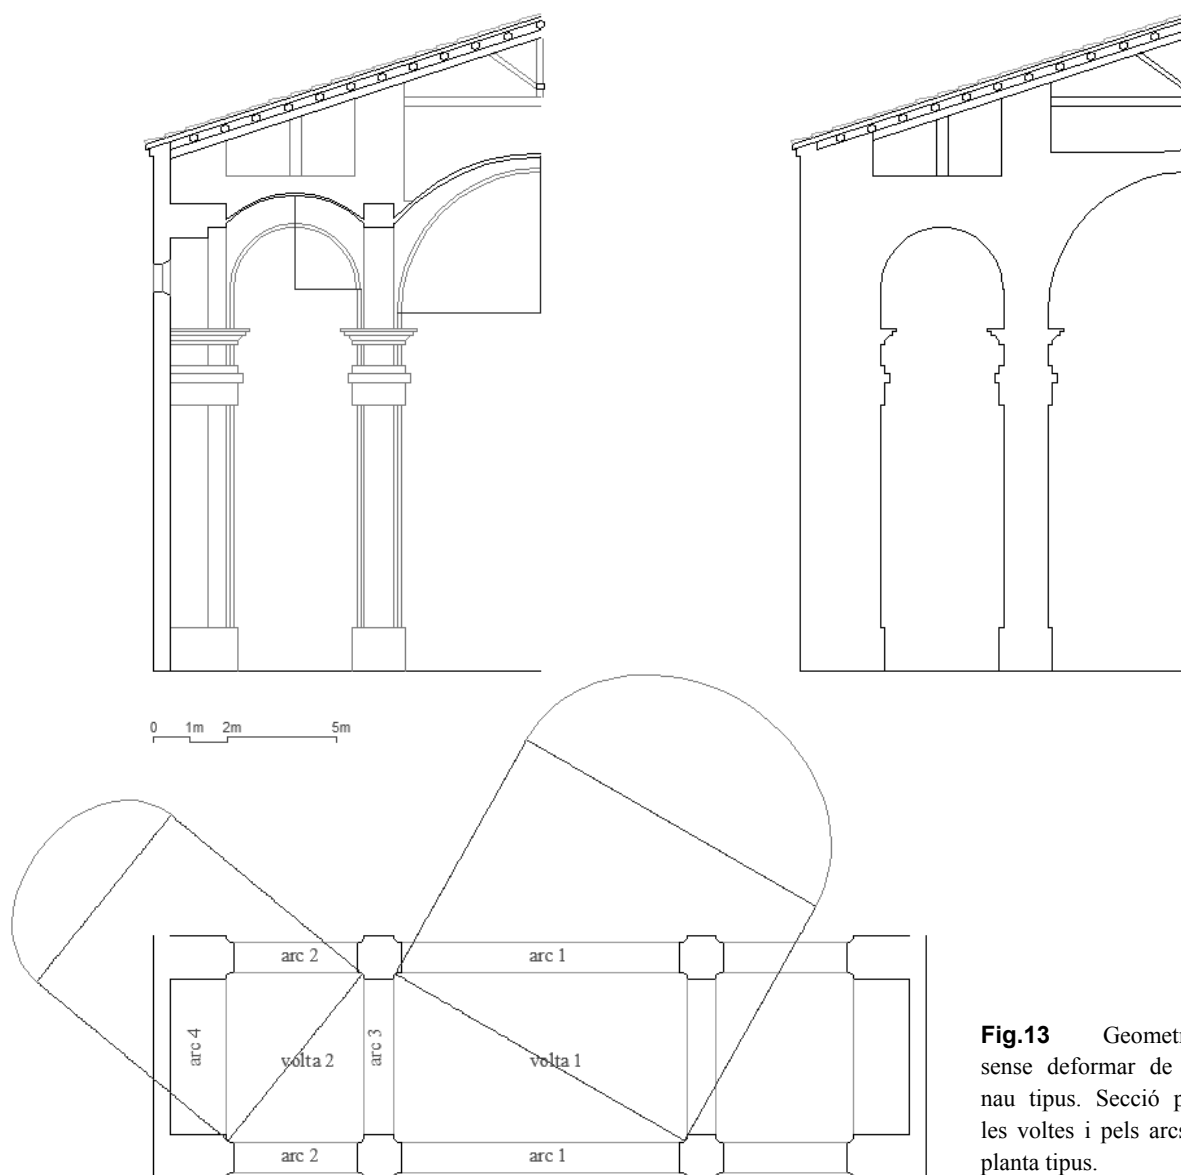 0 1m 2m 5m
arc 2 arc 1
arc 4 volta 2 arc 3 volta 1
arc 2 arc 1
Fig.13 Geometr
sense deformar de
nau tipus. Secció p
les voltes i pels arcs
planta tipus.